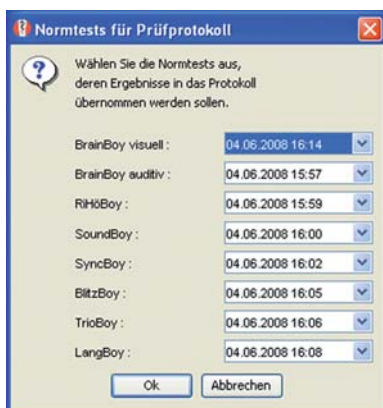 Normtests für Prüfprotokoll
Wählen Sie die Normtests aus,
deren Ergebnisse in das Protokoll
übernommen werden sollen.
BrainBoy visuell : 04.06.2008 16:14
BrainBoy auditiv : 04.06.2008 15:57
RiHöBoy : 04.06.2008 15:59
SoundBoy : 04.06.2008 16:00
SyncBoy : 04.06.2008 16:02
BlitzBoy : 04.06.2008 16:05
TrioBoy : 04.06.2008 16:06
LangBoy : 04.06.2008 16:08
Ok Abbrechen